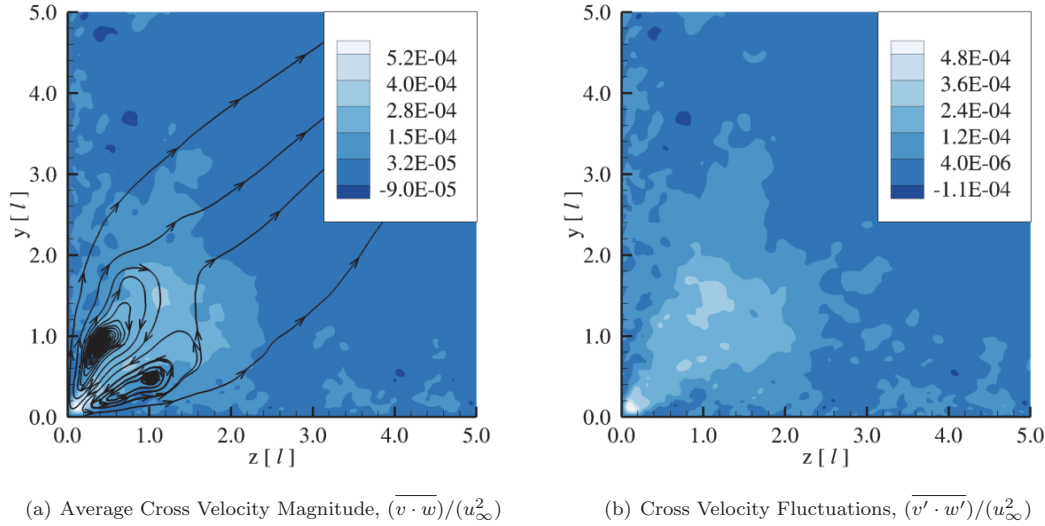 5.0
4.0
3.0
2.0
1.0
0.0
y [ l ]
0.0 1.0 2.0 3.0 4.0 5.0
z [ l ]
5.2E-04
4.0E-04
2.8E-04
1.5E-04
3.2E-05
-9.0E-05
(a) Average Cross Velocity Magnitude, (\overline{v · w})/(u²∞)
5.0
4.0
3.0
2.0
1.0
0.0
y [ l ]
0.0 1.0 2.0 3.0 4.0 5.0
z [ l ]
4.8E-04
3.6E-04
2.4E-04
1.2E-04
4.0E-06
-1.1E-04
(b) Cross Velocity Fluctuations, (\overline{v′ · w′})/(u²∞)